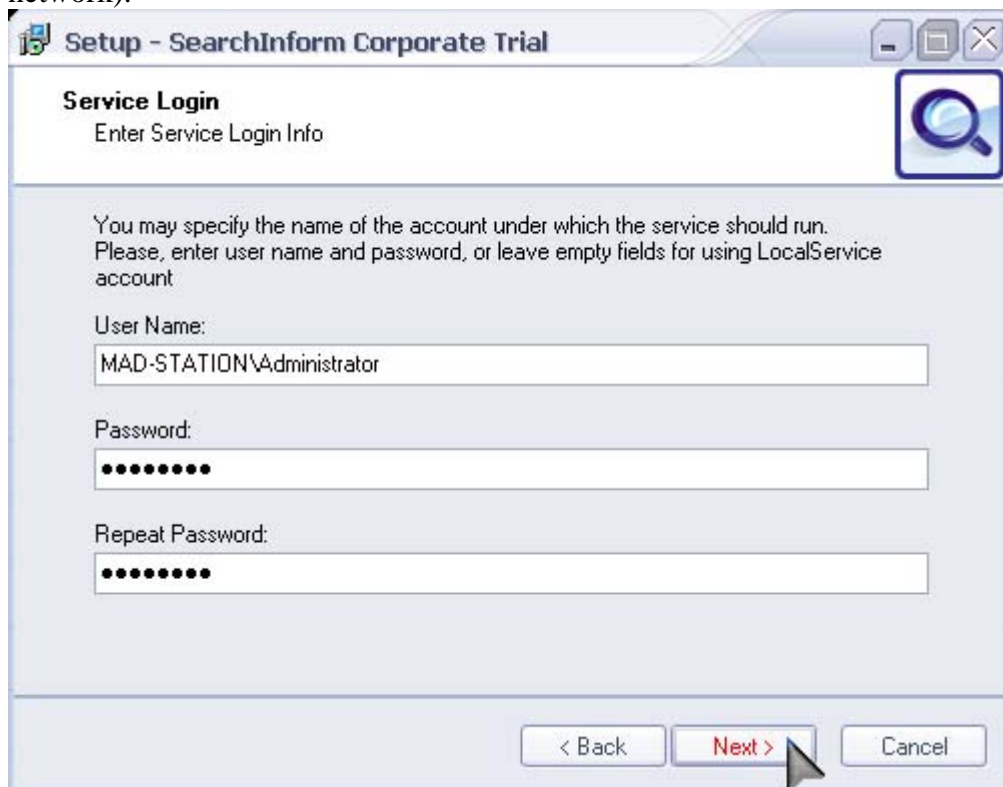 network).
Setup - SearchInform Corporate Trial
Service Login
Enter Service Login Info
You may specify the name of the account under which the service should run.
Please, enter user name and password, or leave empty fields for using LocalService
account
User Name:
MAD-STATION\Administrator
Password:
●●●●●●●●
Repeat Password:
●●●●●●●●
< Back Next > Cancel